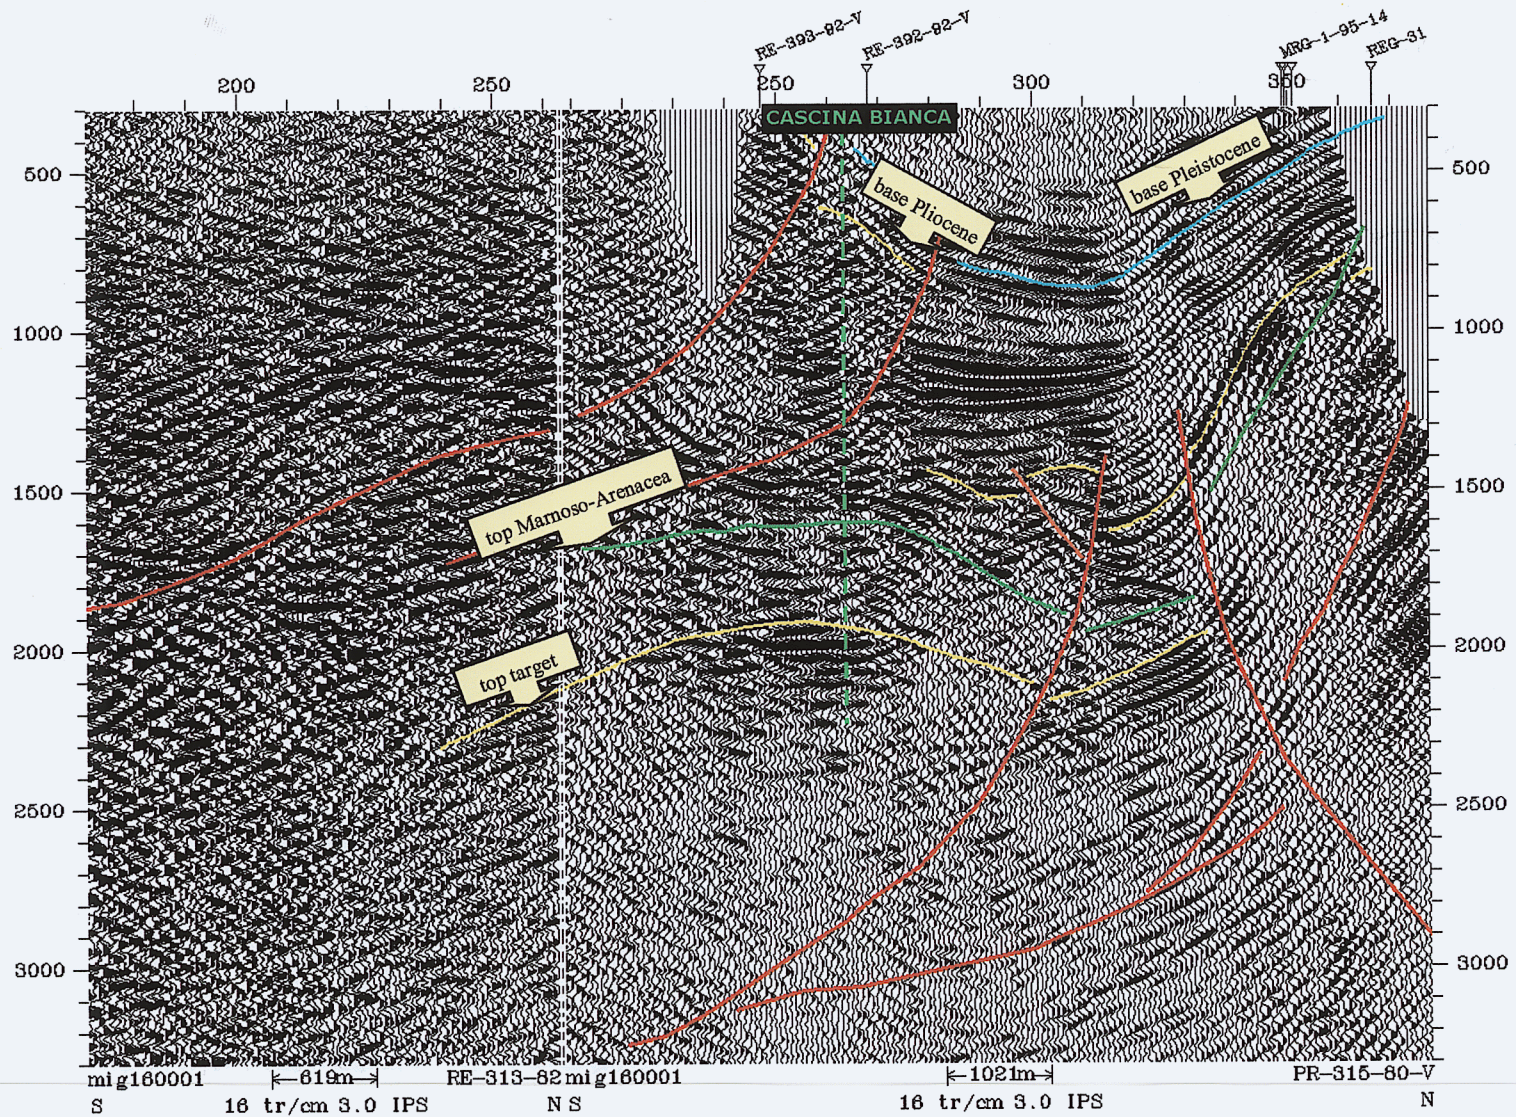 RE-393-92-V
RE-392-92-V
MRG-1-95-14
REG-31
200
250
250
300
350
CASCINA BIANCA
base Pliocene
base Pleistocene
500
500
1000
1000
top Marnoso-Arenacea
1500
1500
top target
2000
2000
2500
2500
3000
3000
mig160001
619m
RE-313-82
mig160001
1021m
PR-315-80-V
S
16 tr/cm 3.0 IPS
N
S
16 tr/cm 3.0 IPS
N